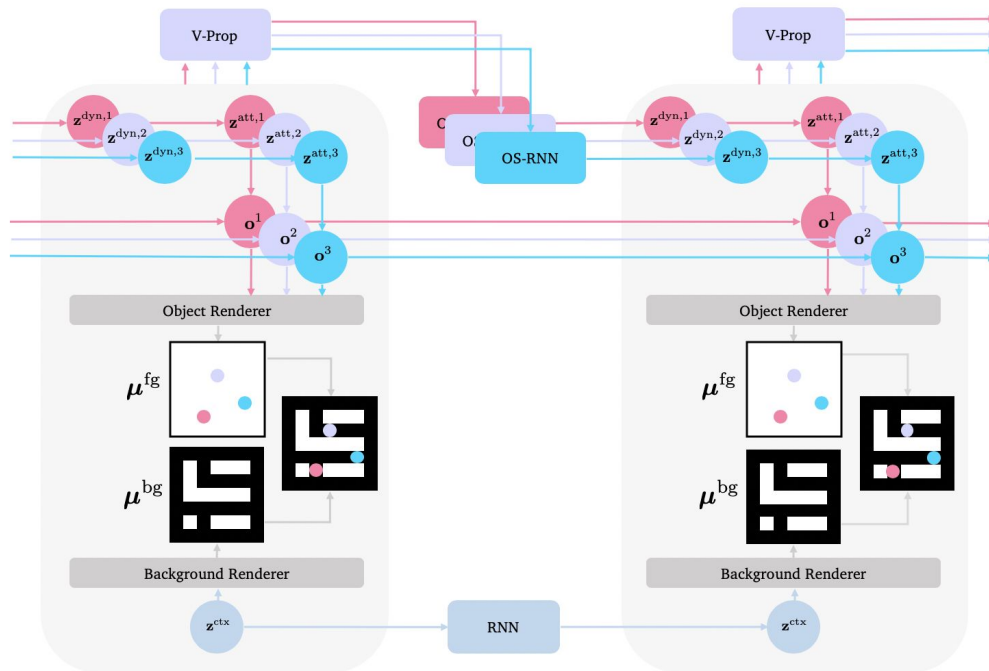 V-Prop
V-Prop
z^dyn,1
z^dyn,2
z^dyn,3
z^att,1
z^att,2
z^att,3
O
OS
OS-RNN
z^dyn,1
z^dyn,2
z^dyn,3
z^att,1
z^att,2
z^att,3
o^1
o^2
o^3
o^1
o^2
o^3
Object Renderer
Object Renderer
μ^fg
μ^fg
μ^bg
μ^bg
Background Renderer
Background Renderer
z^ctx
RNN
z^ctx